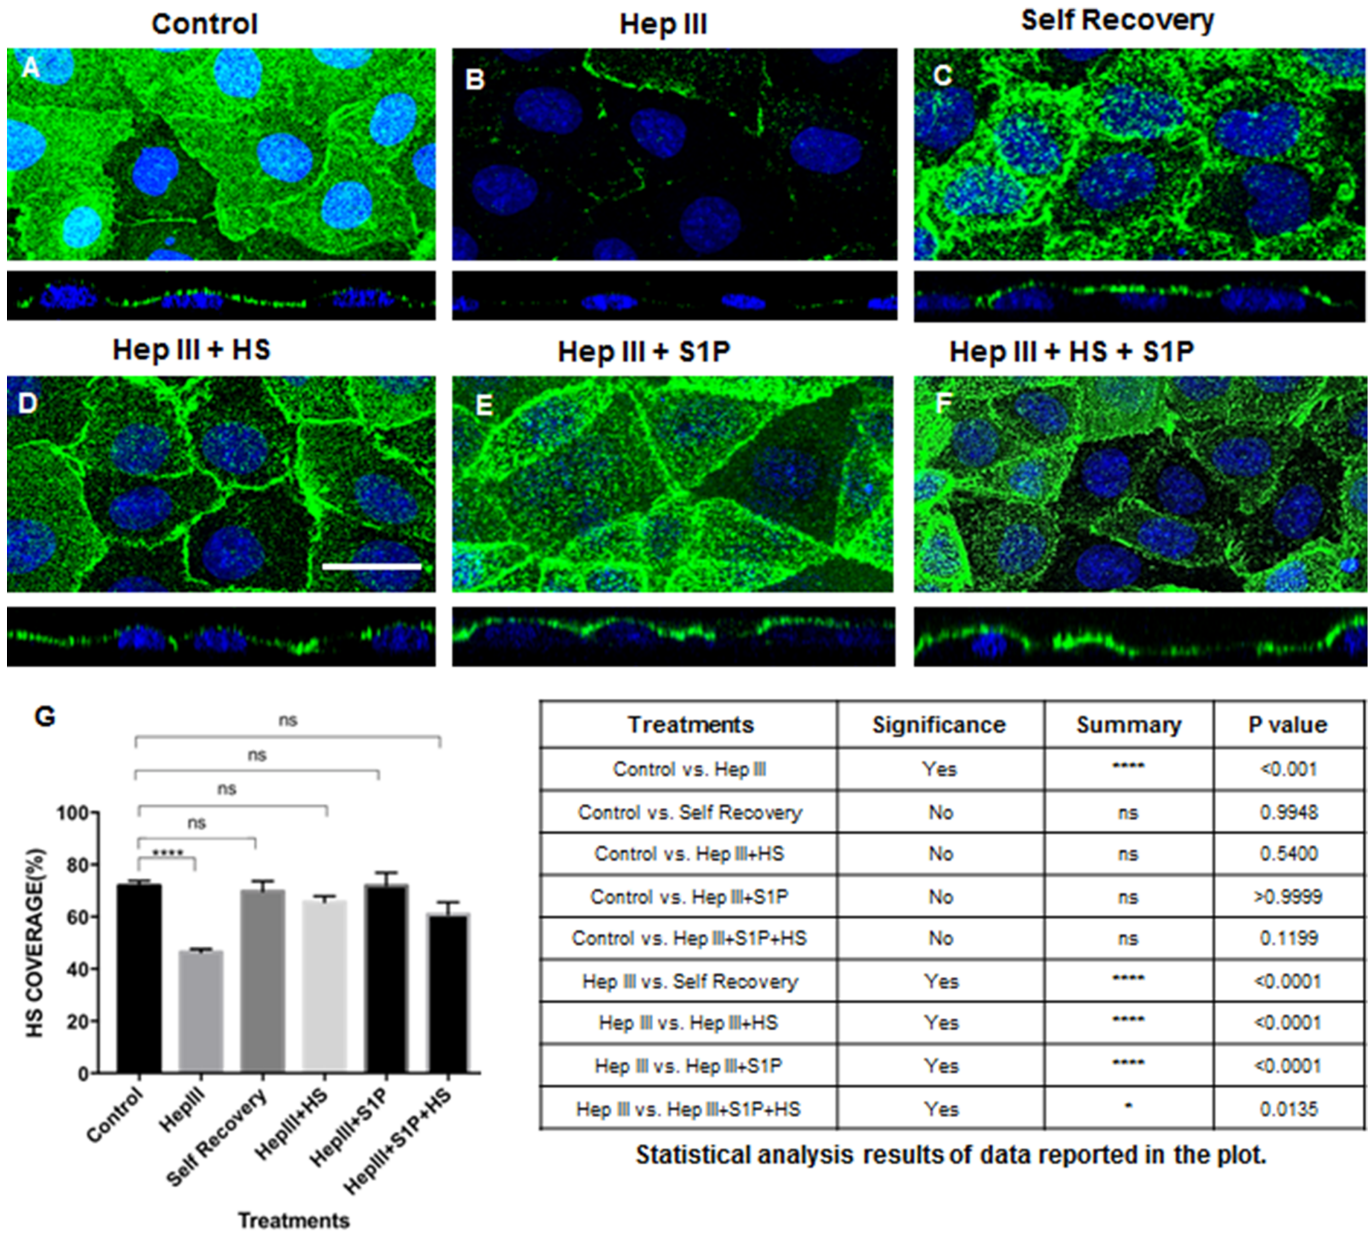 Control
Hep III
Self Recovery
A
B
C
Hep III + HS
Hep III + S1P
Hep III + HS + S1P
D
E
F
G
ns
ns
ns
ns
****
HS COVERAGE(%)
100
80
60
40
20
0
Control
HepIII
Self Recovery
HepIII+HS
HepIII+S1P
HepIII+S1P+HS
Treatments
Treatments Significance Summary P value
Control vs. Hep III Yes **** <0.001
Control vs. Self Recovery No ns 0.9948
Control vs. Hep III+HS No ns 0.5400
Control vs. Hep III+S1P No ns >0.9999
Control vs. Hep III+S1P+HS No ns 0.1199
Hep III vs. Self Recovery Yes **** <0.0001
Hep III vs. Hep III+HS Yes **** <0.0001
Hep III vs. Hep III+S1P Yes **** <0.0001
Hep III vs. Hep III+S1P+HS Yes * 0.0135
Statistical analysis results of data reported in the plot.